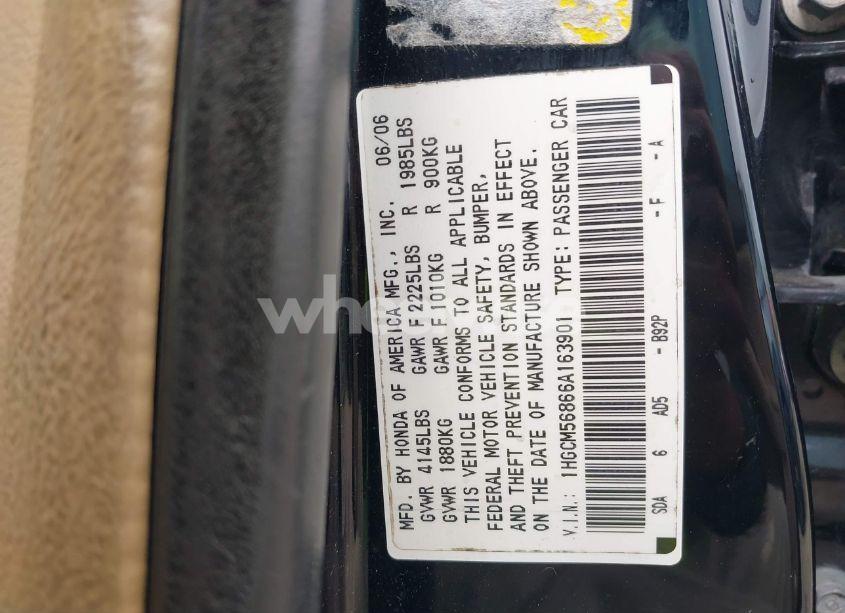 MFD. BY HONDA OF AMERICA MFG., INC. 06/06
GVWR 4145LBS GAWR F 2225LBS R 1985LBS
GVWR 1880KG GAWR F 1010KG R 900KG
THIS VEHICLE CONFORMS TO ALL APPLICABLE
FEDERAL MOTOR VEHICLE SAFETY, BUMPER,
AND THEFT PREVENTION STANDARDS IN EFFECT
ON THE DATE OF MANUFACTURE SHOWN ABOVE.
V.I.N.: 1HGCM56866A163901 TYPE: PASSENGER CAR
SDA 6 AD5 - B92P - F - A